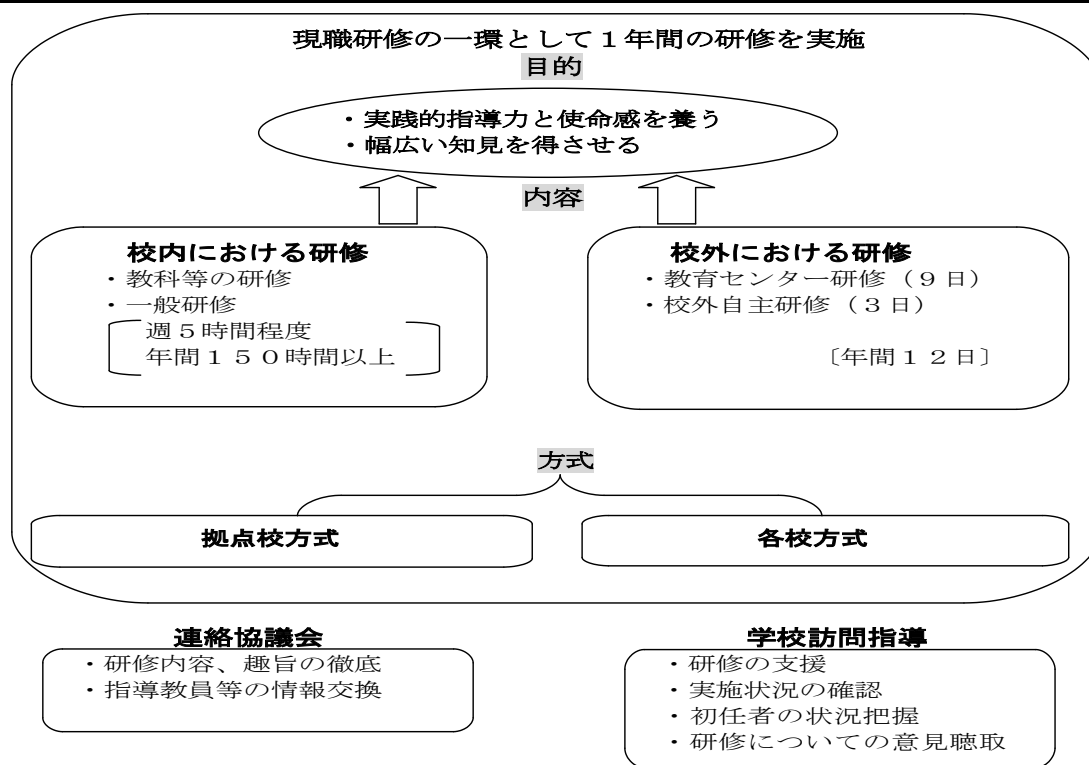 現職研修の一環として１年間の研修を実施
目的
・実践的指導力と使命感を養う
・幅広い知見を得させる
内容
校内における研修
・教科等の研修
・一般研修
週５時間程度
年間１５０時間以上
校外における研修
・教育センター研修（９日）
・校外自主研修（３日）
〔年間１２日〕
方式
拠点校方式
各校方式
連絡協議会
・研修内容、趣旨の徹底
・指導教員等の情報交換
学校訪問指導
・研修の支援
・実施状況の確認
・初任者の状況把握
・研修についての意見聴取